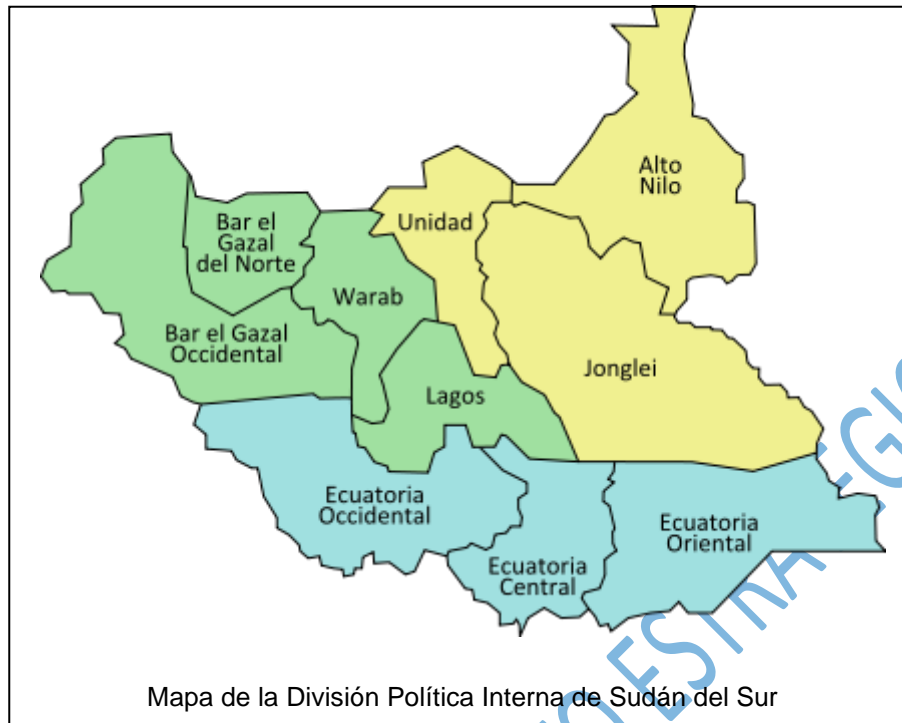 Alto
Nilo
Unidad
Bar el
Gazal
del Norte
Warab
Bar el Gazal
Occidental
Jonglei
Lagos
Ecuatoria
Occidental
Ecuatoria
Oriental
Ecuatoria
Central
Mapa de la División Política Interna de Sudán del Sur